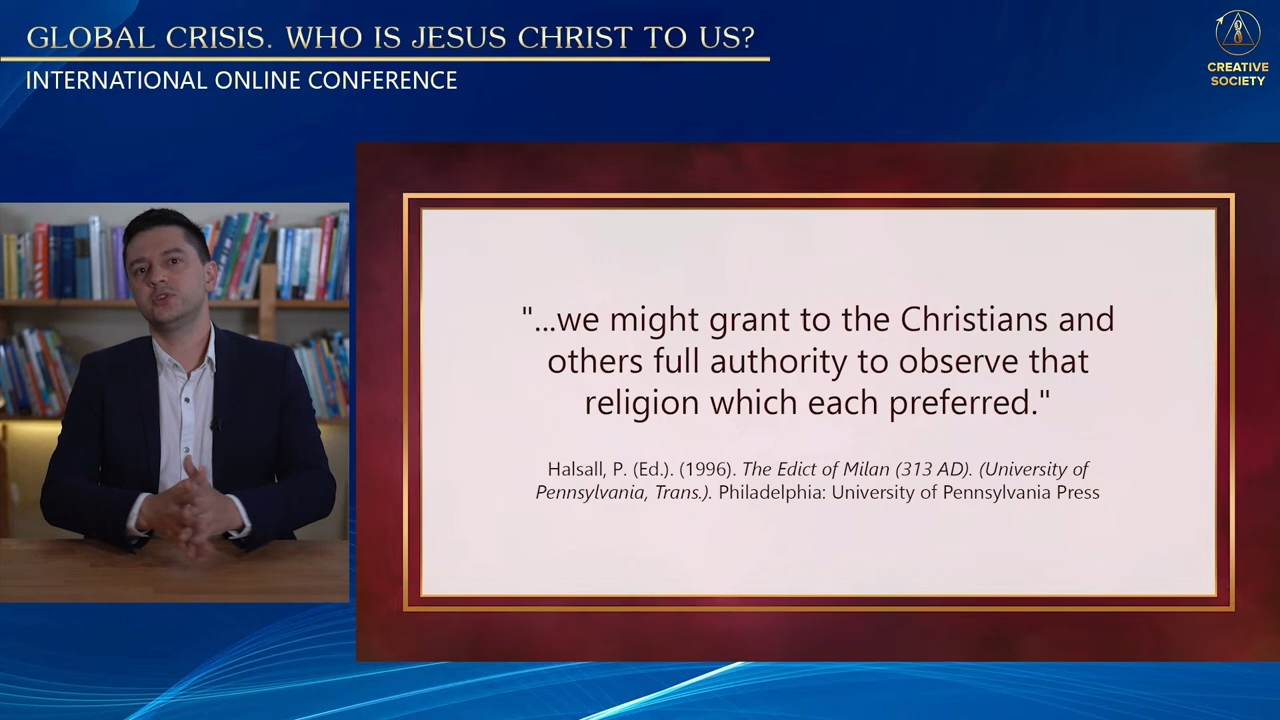 GLOBAL CRISIS. WHO IS JESUS CHRIST TO US?
INTERNATIONAL ONLINE CONFERENCE
CREATIVE
SOCIETY
"...we might grant to the Christians and
others full authority to observe that
religion which each preferred."
Halsall, P. (Ed.). (1996). The Edict of Milan (313 AD). (University of
Pennsylvania, Trans.). Philadelphia: University of Pennsylvania Press